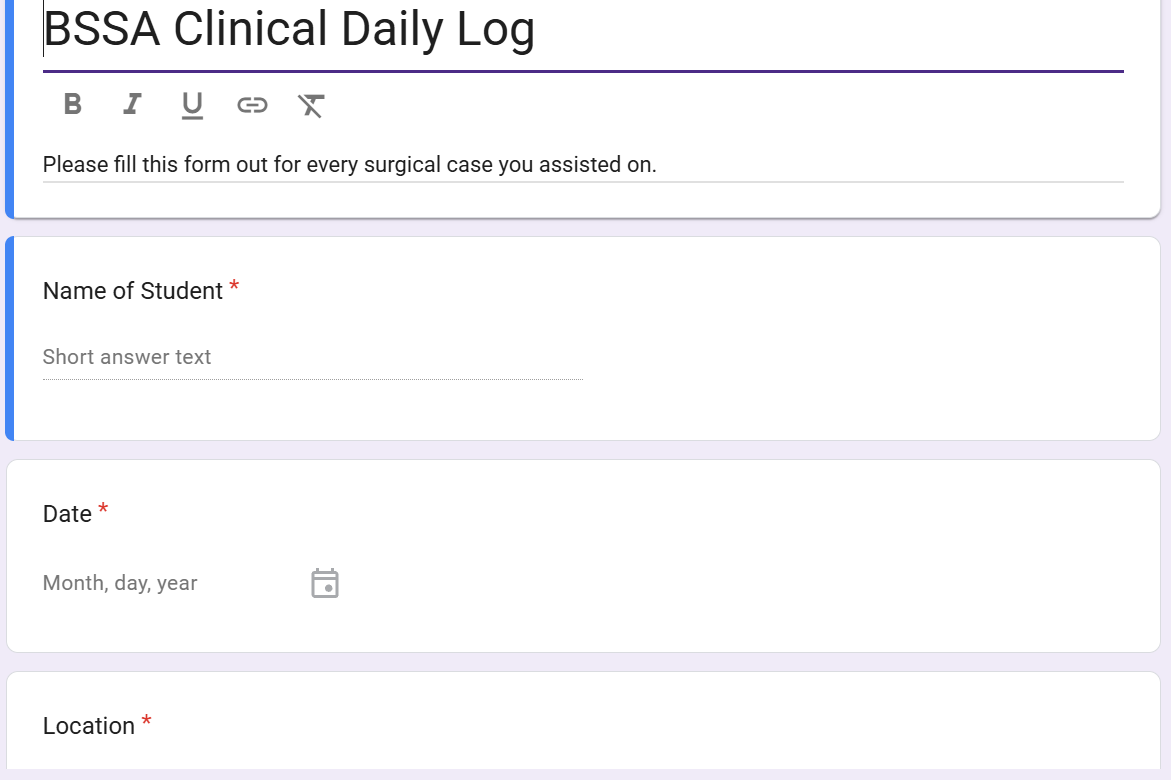 BSSA Clinical Daily Log
B I U
Please fill this form out for every surgical case you assisted on.
Name of Student *
Short answer text
Date *
Month, day, year
Location *